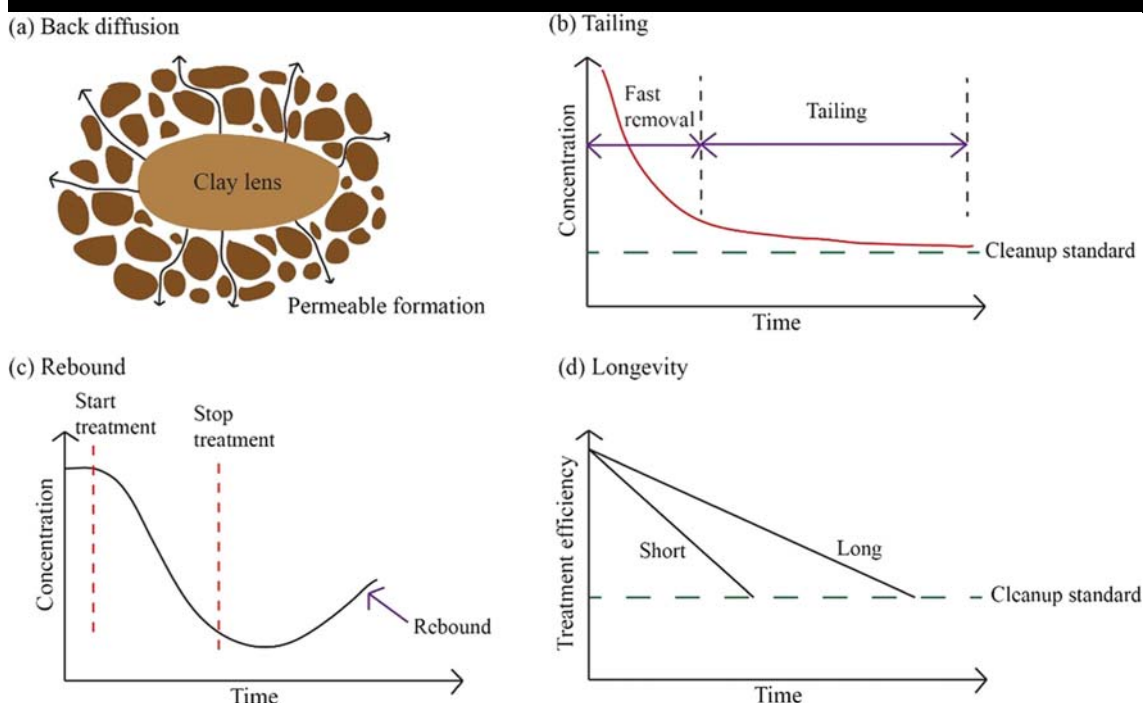 (a) Back diffusion
Clay lens
Permeable formation
(b) Tailing
Concentration
Fast
removal
Tailing
Cleanup standard
Time
(c) Rebound
Start
treatment
Stop
treatment
Concentration
Rebound
Time
(d) Longevity
Treatment efficiency
Short
Long
Cleanup standard
Time